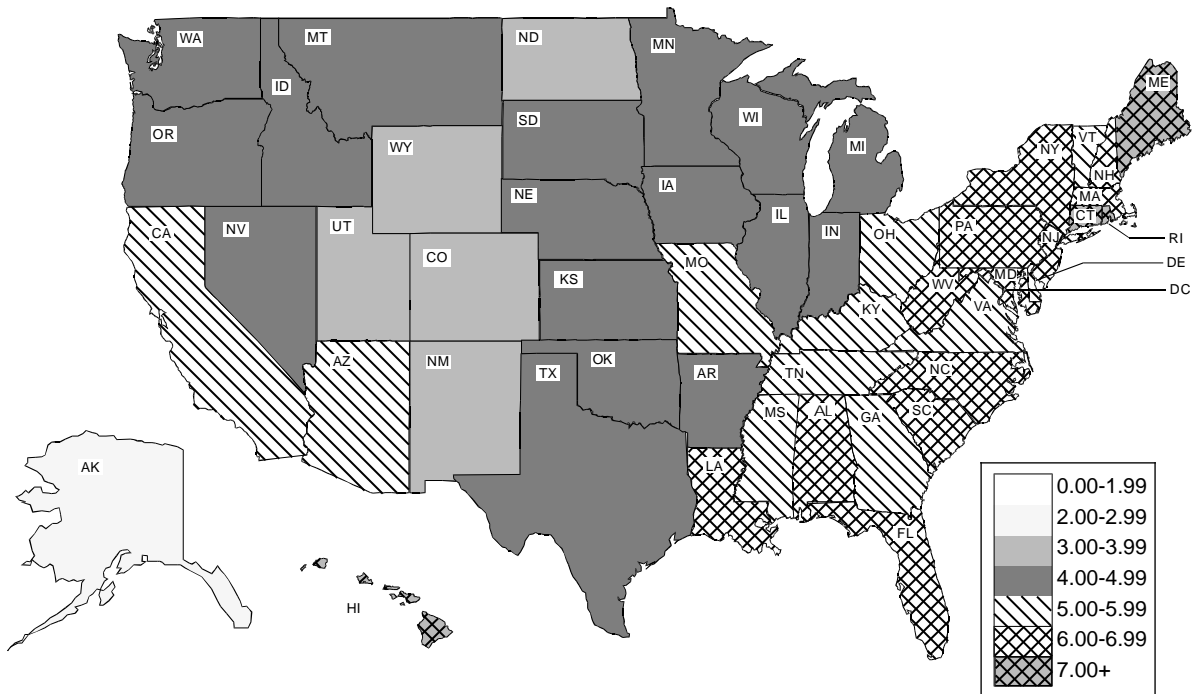 WA
MT
ND
MN
ME
ID
SD
WI
OR
WY
MI
NY
VT
NH
NE
IA
MA
CA
NV
UT
IL
IN
OH
PA
CT
NJ
RI
CO
MO
KS
WV
MD
DE
DC
KY
VA
AZ
NM
TX
OK
AR
TN
NC
MS
AL
GA
SC
LA
FL
AK
HI
0.00-1.99
2.00-2.99
3.00-3.99
4.00-4.99
5.00-5.99
6.00-6.99
7.00+